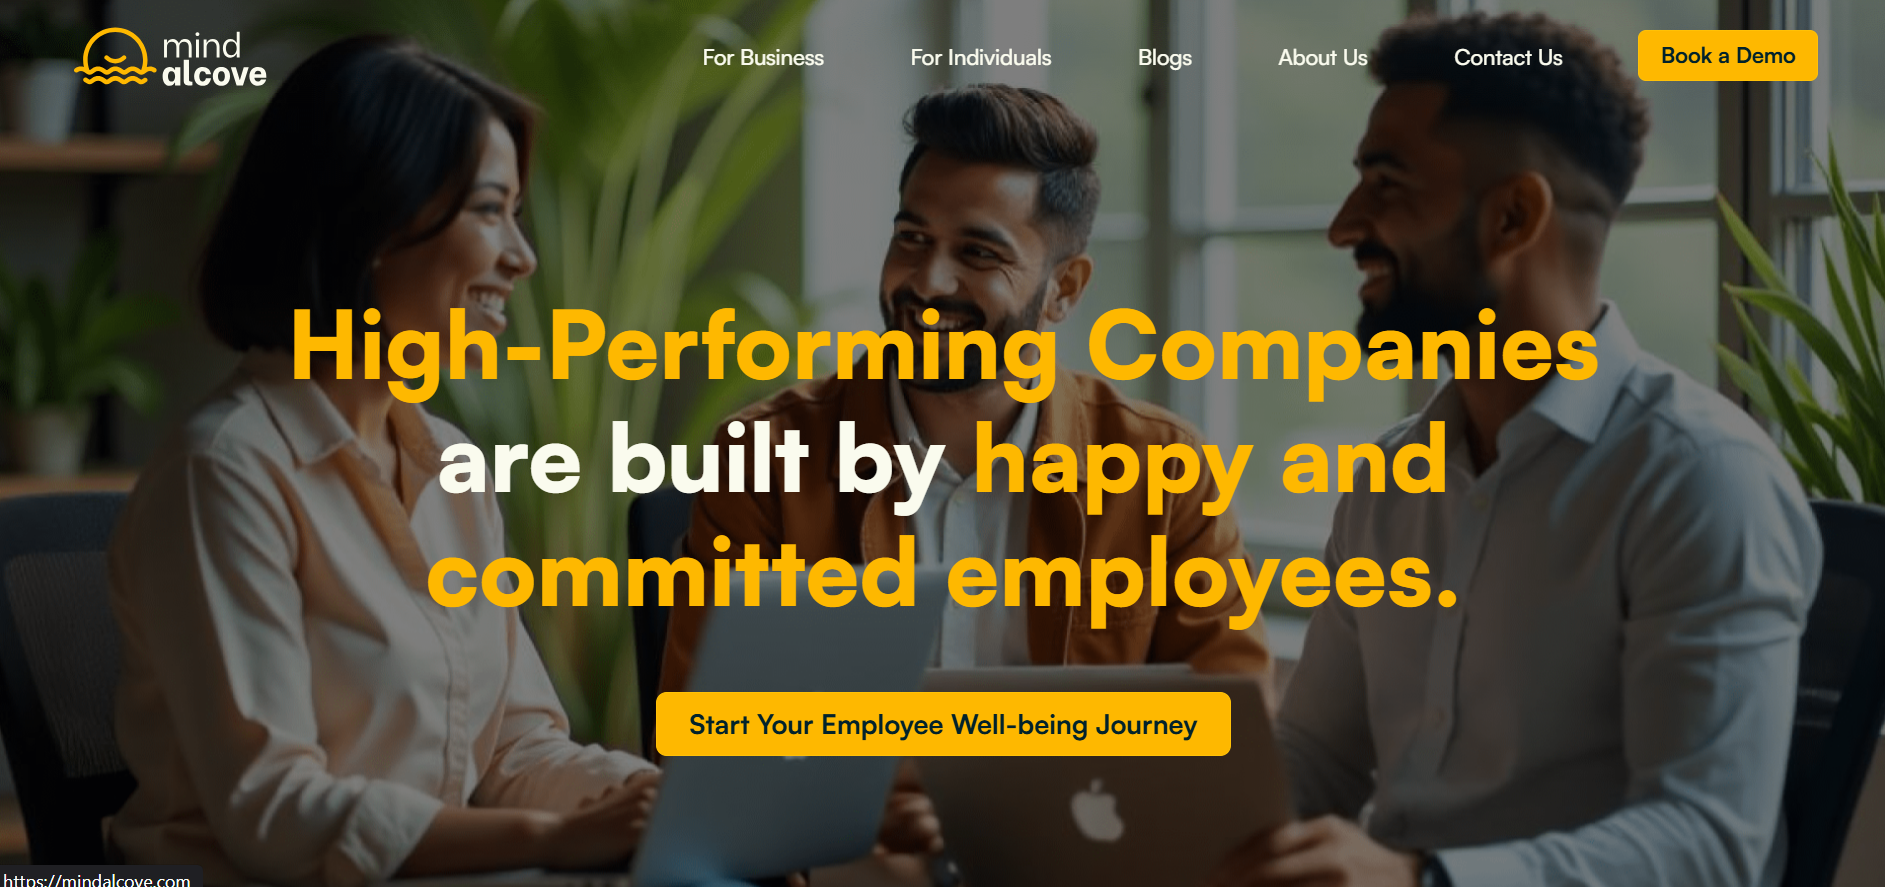 mind
alcove
For Business
For Individuals
Blogs
About Us
Contact Us
Book a Demo
High-Performing Companies
are built by happy and
committed employees.
Start Your Employee Well-being Journey
https://mindalcove.com